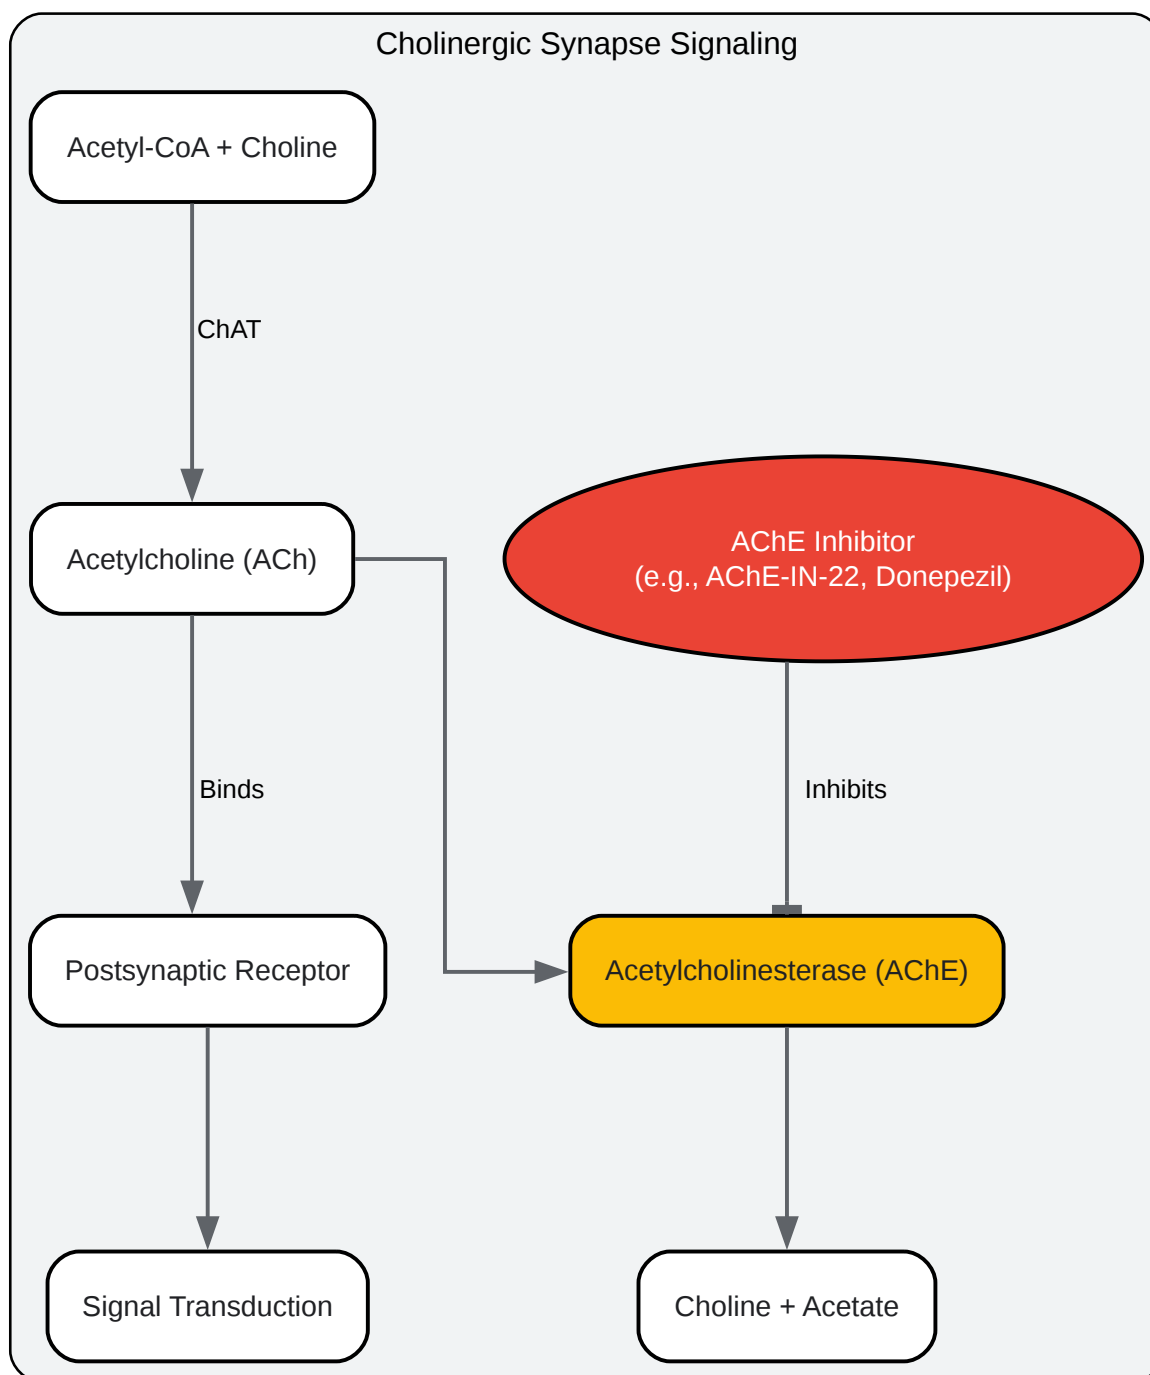 Cholinergic Synapse Signaling
Acetyl-CoA + Choline
ChAT
Acetylcholine (ACh)
AChE Inhibitor
(e.g., AChE-IN-22, Donepezil)
Binds
Inhibits
Postsynaptic Receptor
Acetylcholinesterase (AChE)
Signal Transduction
Choline + Acetate